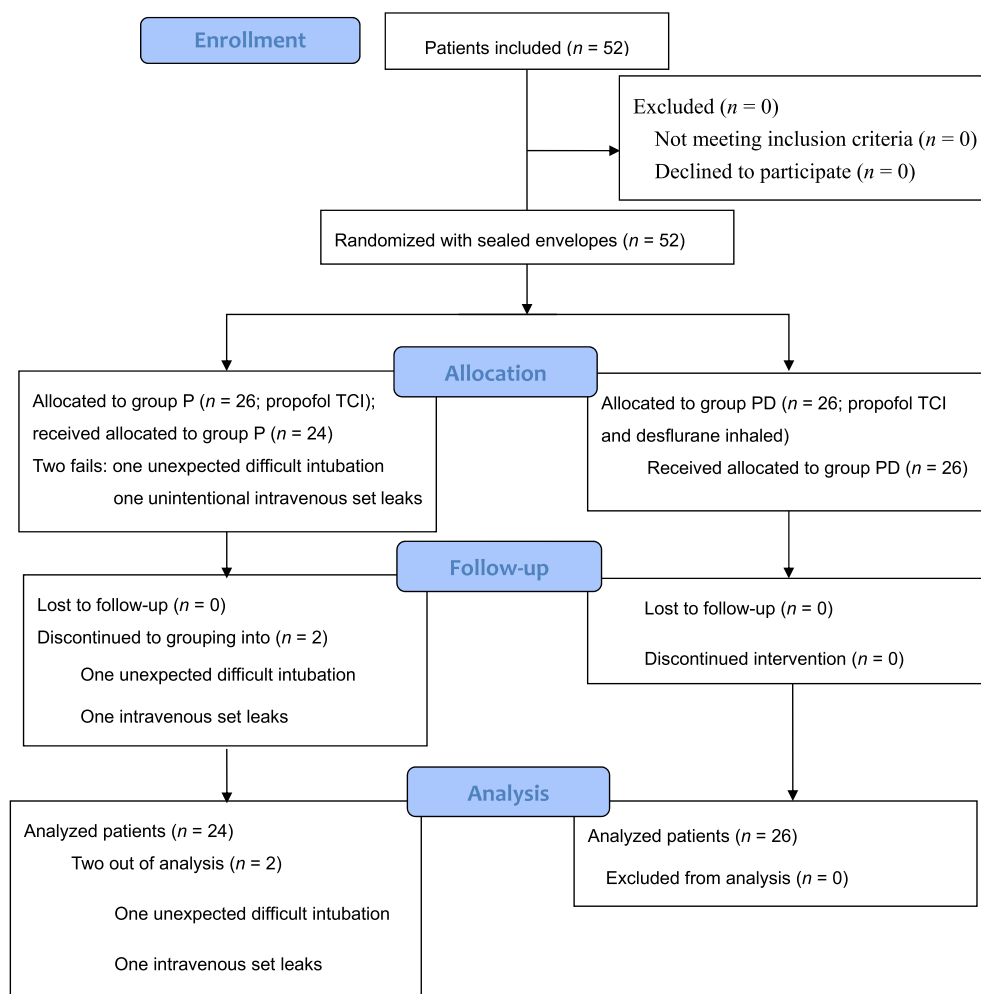 Enrollment
Patients included (n = 52)
Excluded (n = 0)
Not meeting inclusion criteria (n = 0)
Declined to participate (n = 0)
Randomized with sealed envelopes (n = 52)
Allocation
Allocated to group P (n = 26; propofol TCI);
received allocated to group P (n = 24)
Two fails: one unexpected difficult intubation
one unintentional intravenous set leaks
Allocated to group PD (n = 26; propofol TCI
and desflurane inhaled)
Received allocated to group PD (n = 26)
Follow-up
Lost to follow-up (n = 0)
Discontinued to grouping into (n = 2)
One unexpected difficult intubation
One intravenous set leaks
Lost to follow-up (n = 0)
Discontinued intervention (n = 0)
Analysis
Analyzed patients (n = 24)
Two out of analysis (n = 2)
One unexpected difficult intubation
One intravenous set leaks
Analyzed patients (n = 26)
Excluded from analysis (n = 0)